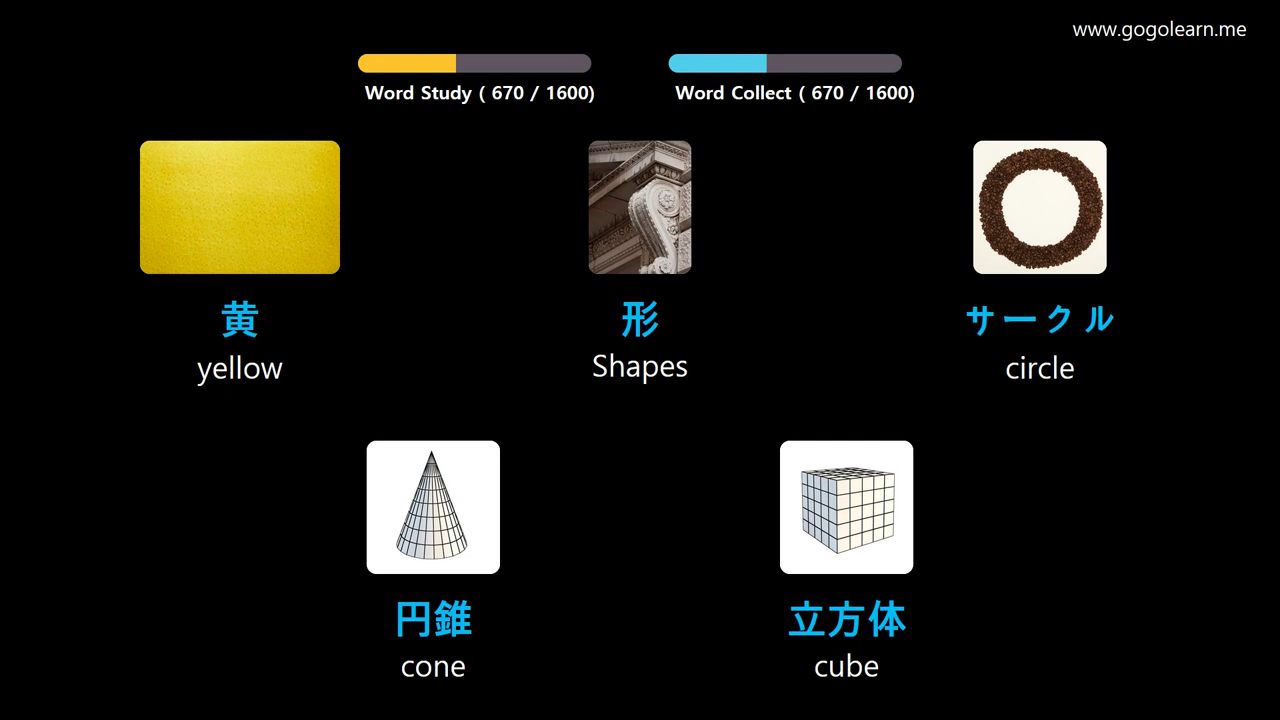 www.gogolearn.me
Word Study ( 670 / 1600)
Word Collect ( 670 / 1600)
黄
yellow
形
Shapes
サークル
circle
円錐
cone
立方体
cube